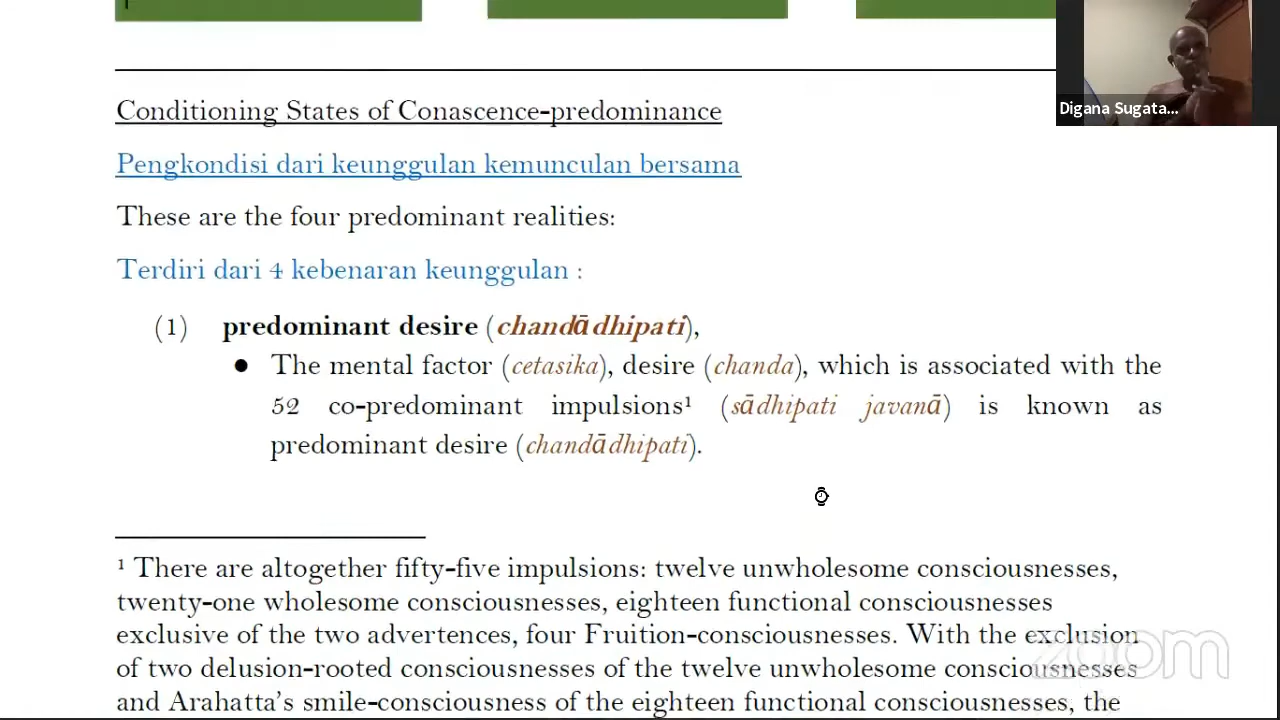 Digana Sugata...
Conditioning States of Conascence-predominance
Pengkondisi dari keunggulan kemunculan bersama
These are the four predominant realities:
Terdiri dari 4 kebenaran keunggulan :
(1) predominant desire (chandādhipati),
● The mental factor (cetasika), desire (chanda), which is associated with the
52 co-predominant impulsions¹ (sādhipati javanā) is known as
predominant desire (chandādhipati).
¹ There are altogether fifty-five impulsions: twelve unwholesome consciousnesses,
twenty-one wholesome consciousnesses, eighteen functional consciousnesses
exclusive of the two advertences, four Fruition-consciousnesses. With the exclusion
of two delusion-rooted consciousnesses of the twelve unwholesome consciousnesses
and Arahatta's smile-consciousness of the eighteen functional consciousnesses, the
zoom